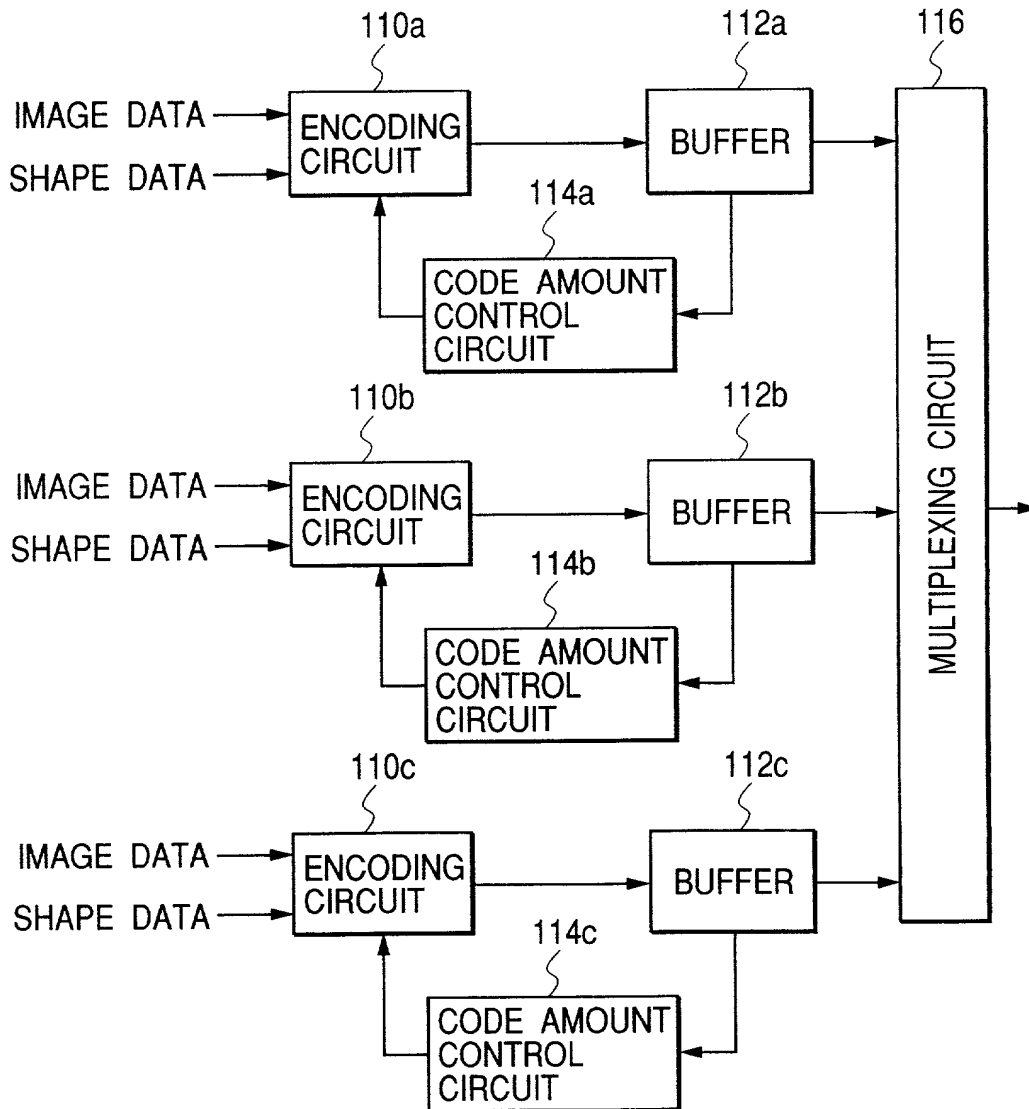 110a
112a
116
IMAGE DATA
SHAPE DATA
ENCODING
CIRCUIT
BUFFER
114a
CODE AMOUNT
CONTROL
CIRCUIT
110b
112b
IMAGE DATA
SHAPE DATA
ENCODING
CIRCUIT
BUFFER
MULTIPLEXING CIRCUIT
114b
CODE AMOUNT
CONTROL
CIRCUIT
110c
112c
IMAGE DATA
SHAPE DATA
ENCODING
CIRCUIT
BUFFER
114c
CODE AMOUNT
CONTROL
CIRCUIT